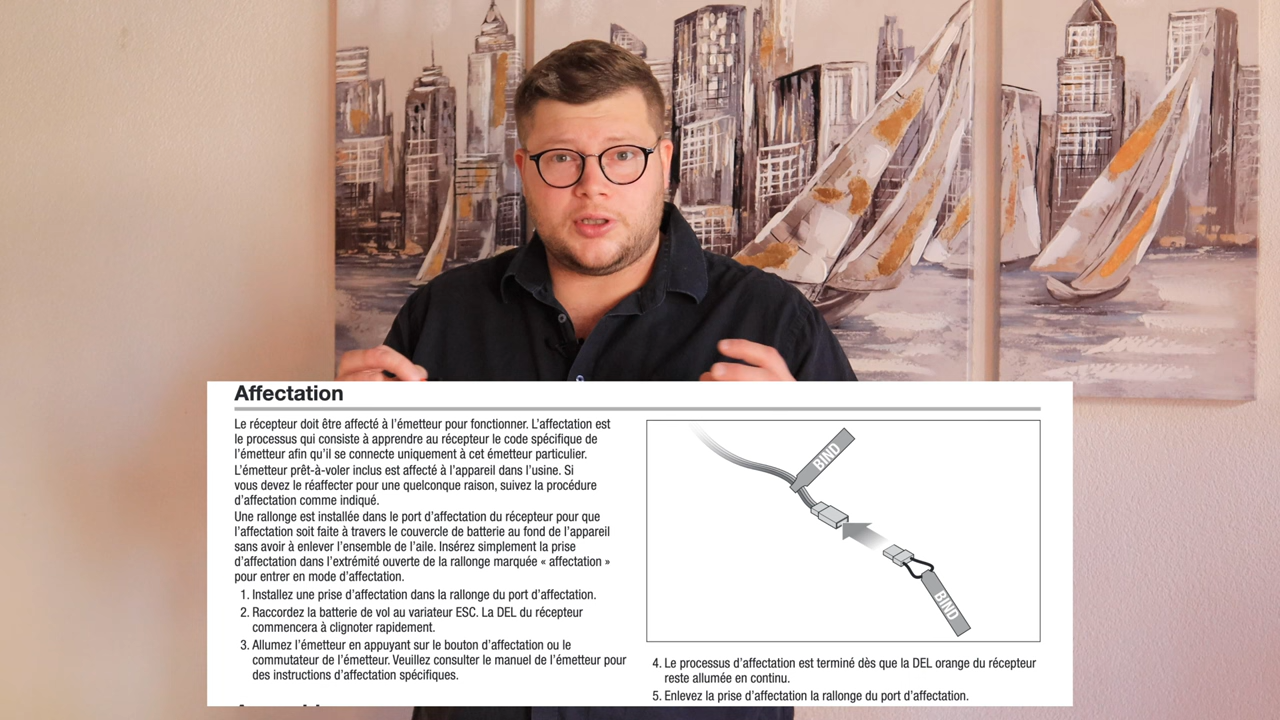 Affectation
Le récepteur doit être affecté à l'émetteur pour fonctionner. L'affectation est
le processus qui consiste à apprendre au récepteur le code spécifique de
l'émetteur afin qu'il se connecte uniquement à cet émetteur particulier.
L'émetteur prêt-à-voler inclus est affecté à l'appareil dans l'usine. Si
vous devez le réaffecter pour une quelconque raison, suivez la procédure
d'affectation comme indiqué.
Une rallonge est installée dans le port d'affectation du récepteur pour que
l'affectation soit faite à travers le couvercle de batterie au fond de l'appareil
sans avoir à enlever l'ensemble de l'aile. Insérez simplement la prise
d'affectation dans l'extrémité ouverte de la rallonge marquée « affectation »
pour entrer en mode d'affectation.
1. Installez une prise d'affectation dans la rallonge du port d'affectation.
2. Raccordez la batterie de vol au variateur ESC. La DEL du récepteur
commencera à clignoter rapidement.
3. Allumez l'émetteur en appuyant sur le bouton d'affectation ou le
commutateur de l'émetteur. Veuillez consulter le manuel de l'émetteur pour
des instructions d'affectation spécifiques.
BIND
BIND
4. Le processus d'affectation est terminé dès que la DEL orange du récepteur
reste allumée en continu.
5. Enlevez la prise d'affectation la rallonge du port d'affectation.